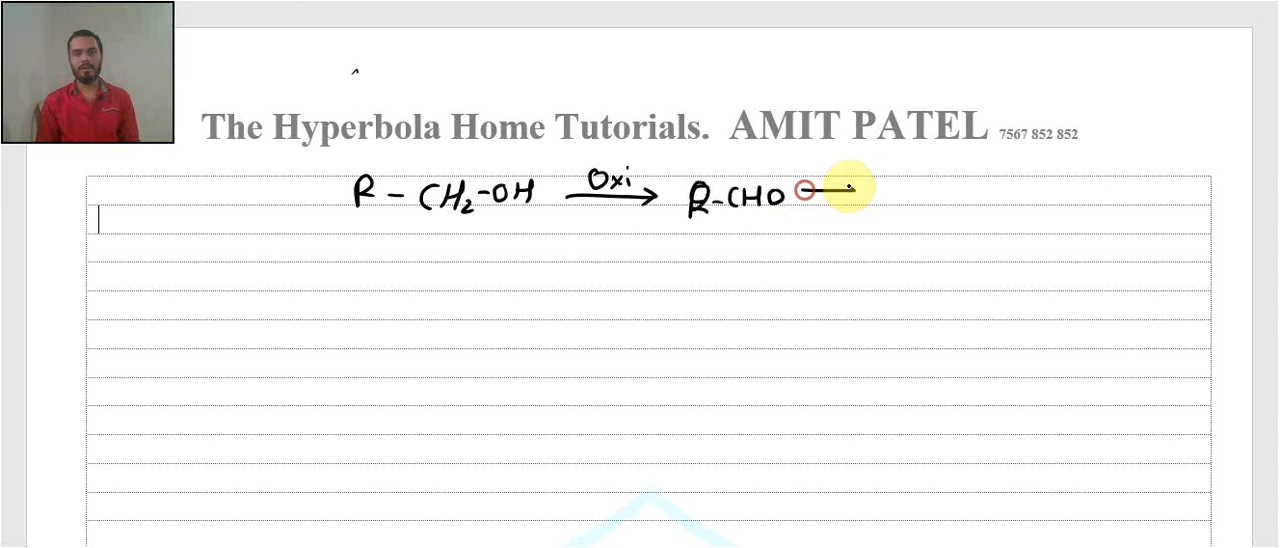 The Hyperbola Home Tutorials. AMIT PATEL 7567 852 852
R - CH₂-OH —Oxi→ R-CHO —